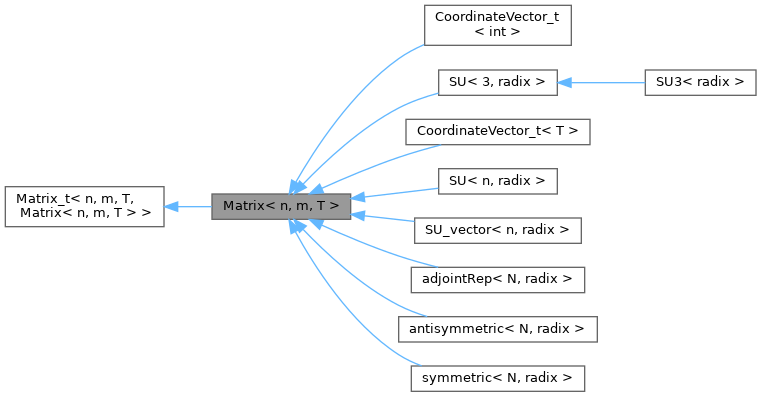 CoordinateVector_t
< int >
SU< 3, radix >
SU3< radix >
CoordinateVector_t< T >
SU< n, radix >
Matrix_t< n, m, T,
Matrix< n, m, T > >
Matrix< n, m, T >
SU_vector< n, radix >
adjointRep< N, radix >
antisymmetric< N, radix >
symmetric< N, radix >